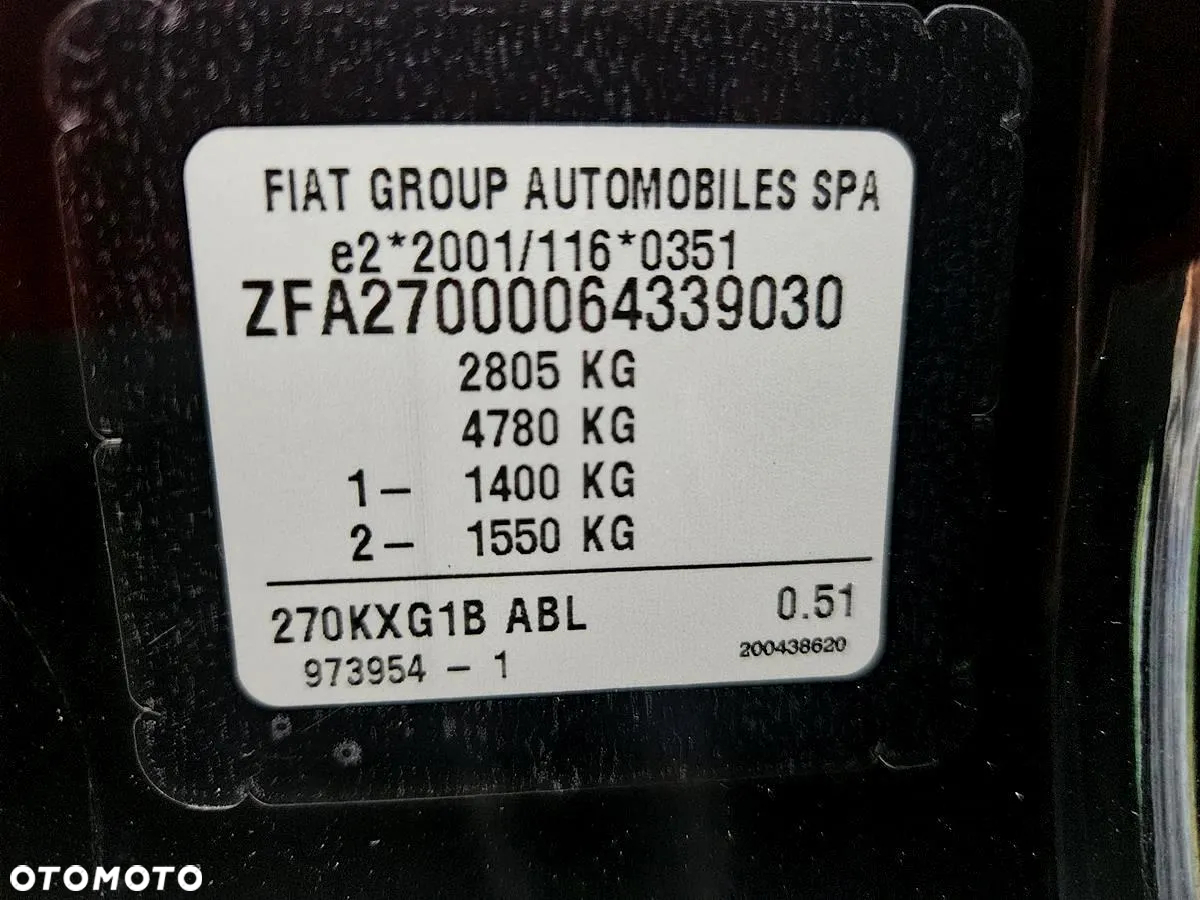 FIAT GROUP AUTOMOBILES SPA
e2*2001/116*0351
ZFA27000064339030
2805 KG
4780 KG
1- 1400 KG
2- 1550 KG
270KXG1B ABL 0.51
973954 - 1 200438620
OTOMOTO